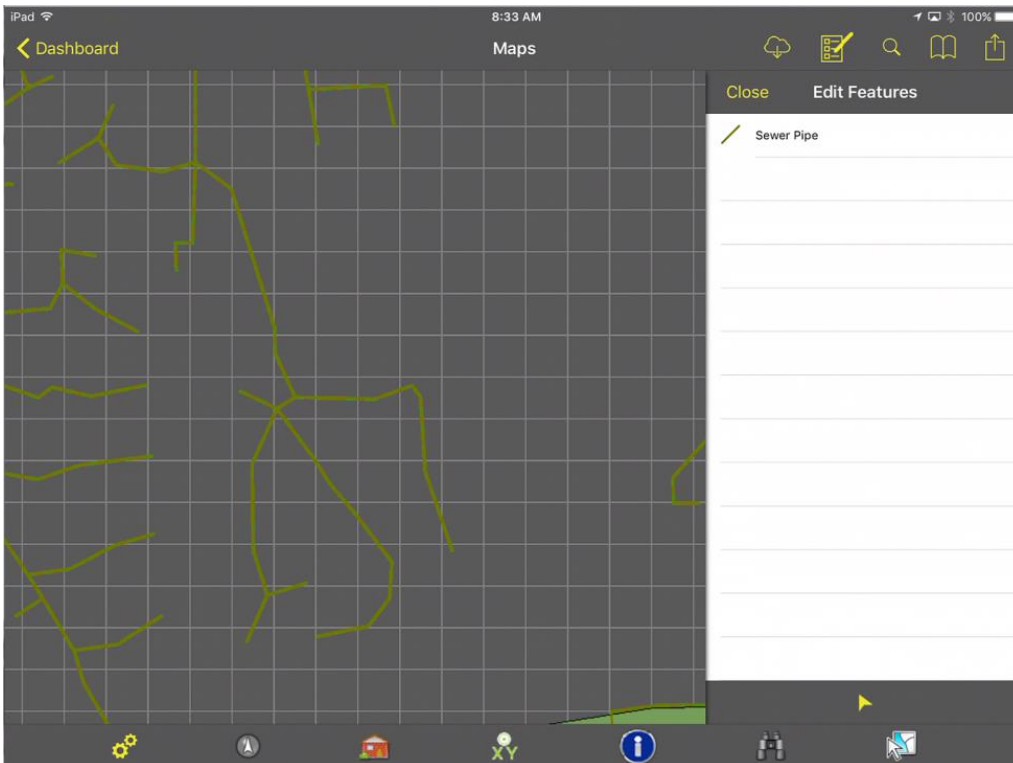 iPad 8:33 AM 100%
Dashboard Maps
Close Edit Features
Sewer Pipe
XY
i